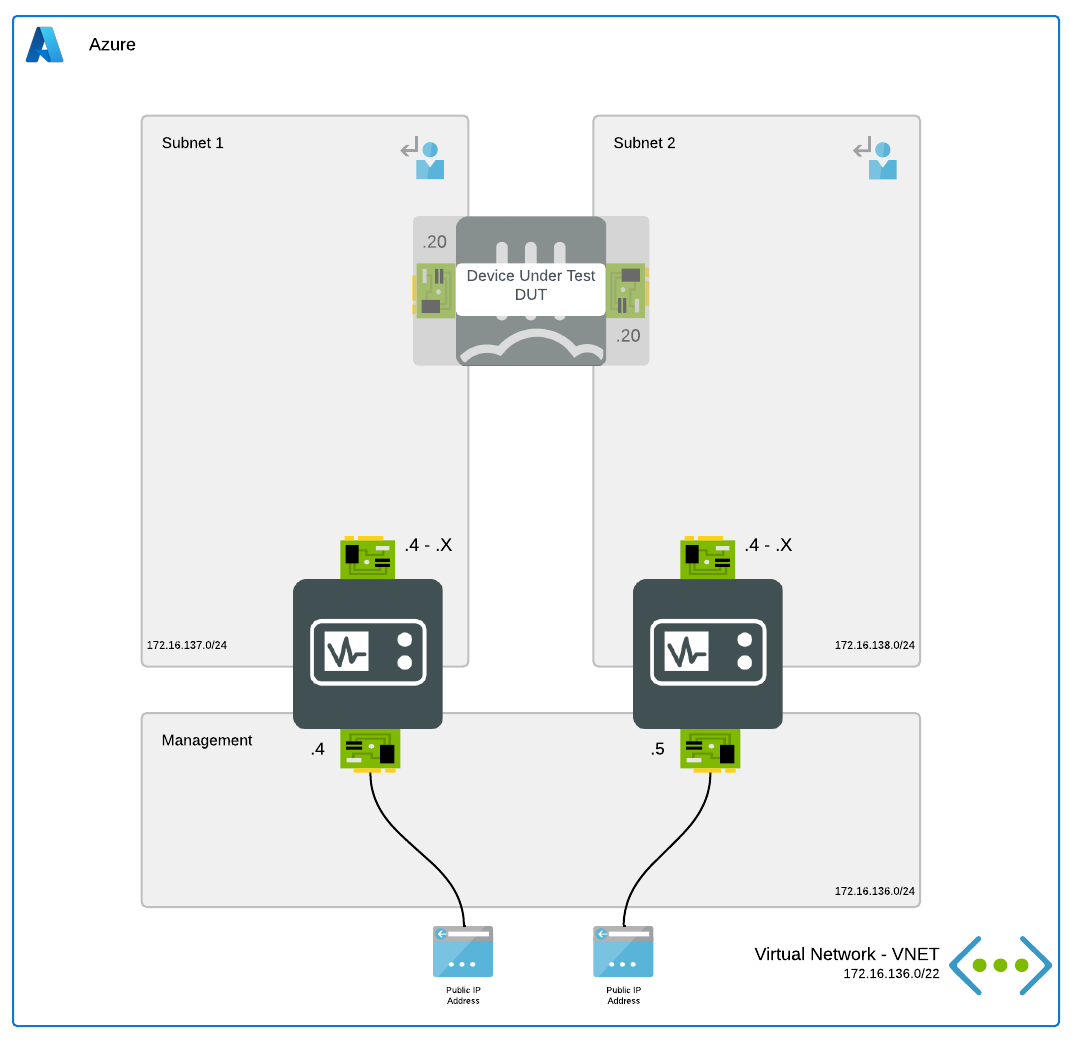 Azure
Subnet 1
Subnet 2
.20
Device Under Test
DUT
.20
.4 - .X
.4 - .X
172.16.137.0/24
172.16.138.0/24
Management
.4
.5
172.16.136.0/24
Virtual Network - VNET
172.16.136.0/22
Public IP
Address
Public IP
Address